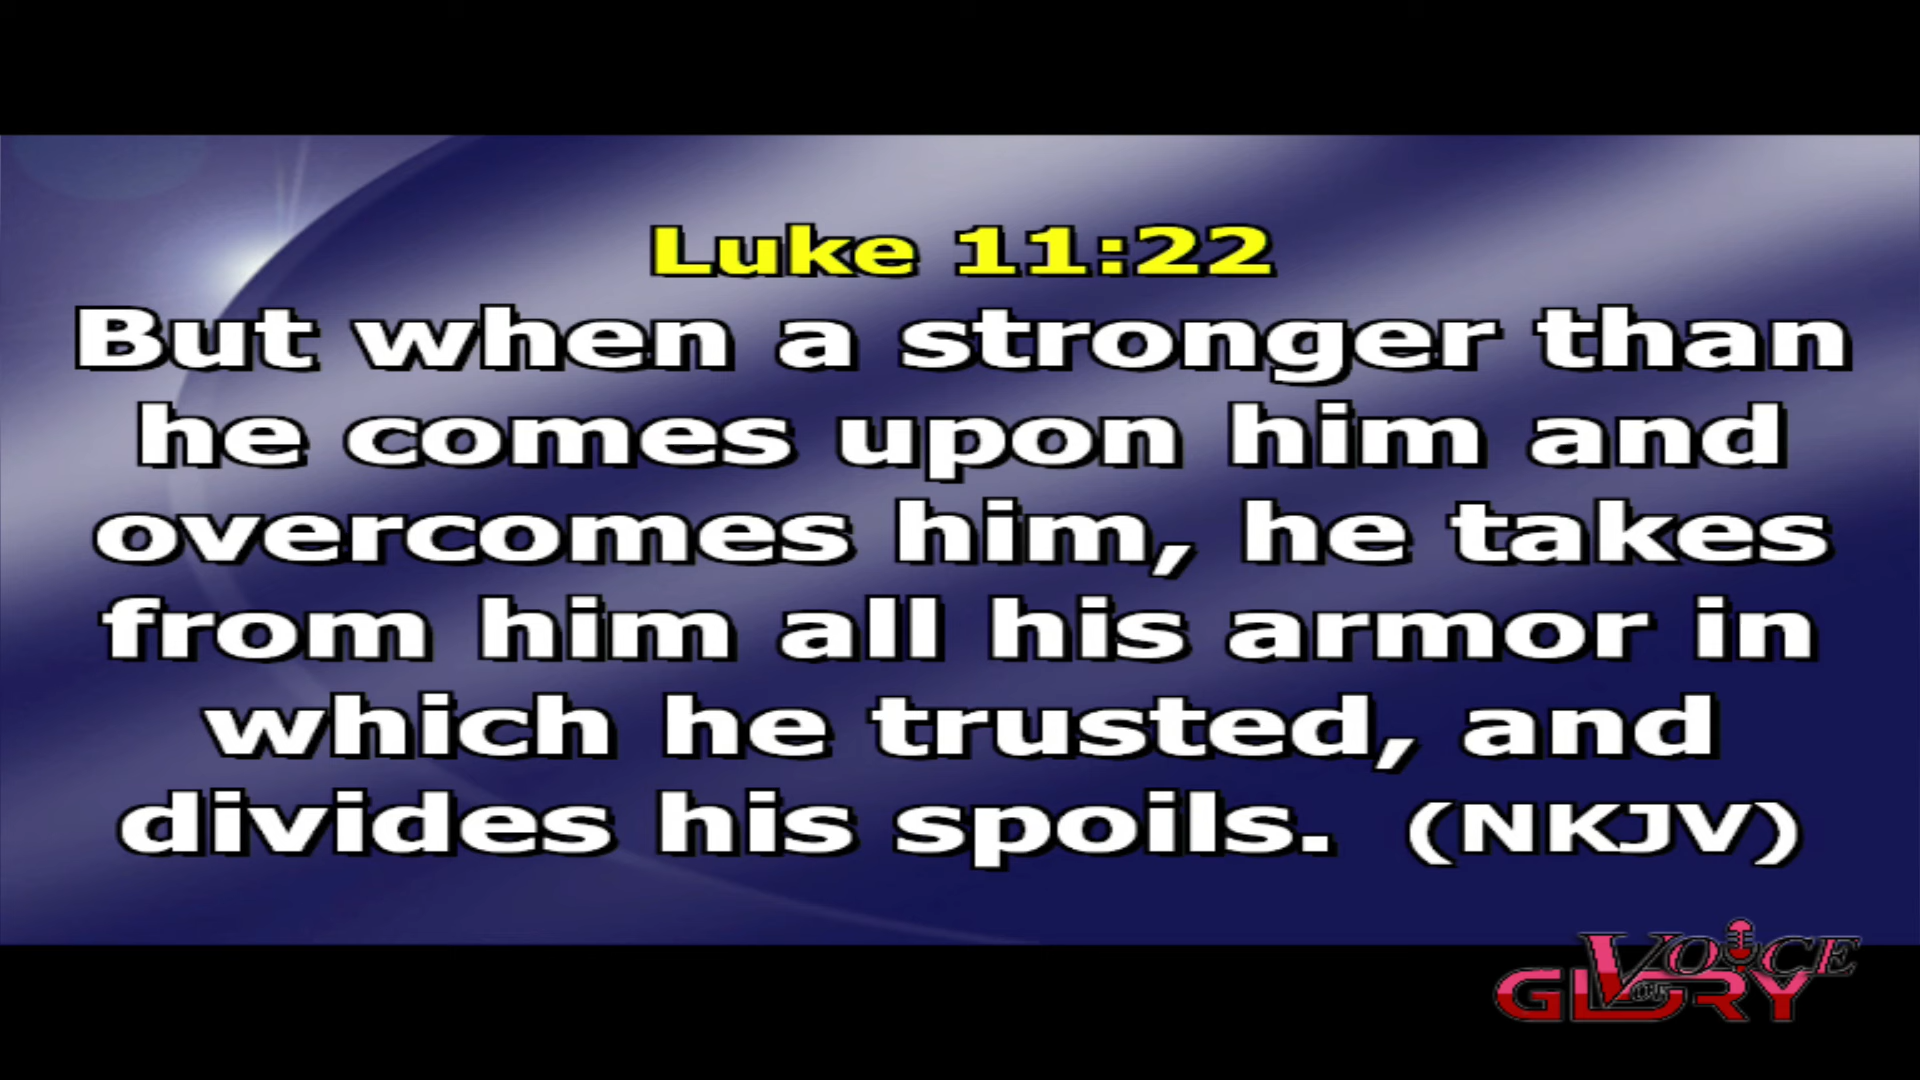 Luke 11:22
But when a stronger than
he comes upon him and
overcomes him, he takes
from him all his armor in
which he trusted, and
divides his spoils. (NKJV)
VOICE
OF
GLORY